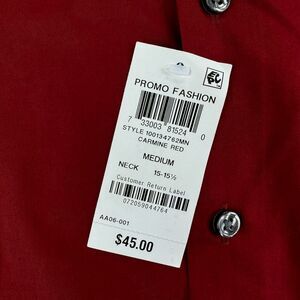 PROMO FASHION
7 33003 81524 0
STYLE 100134762MN
CARMINE RED
MEDIUM
NECK 15-15½
Customer Return Label
072059044764
AA06-001
$45.00